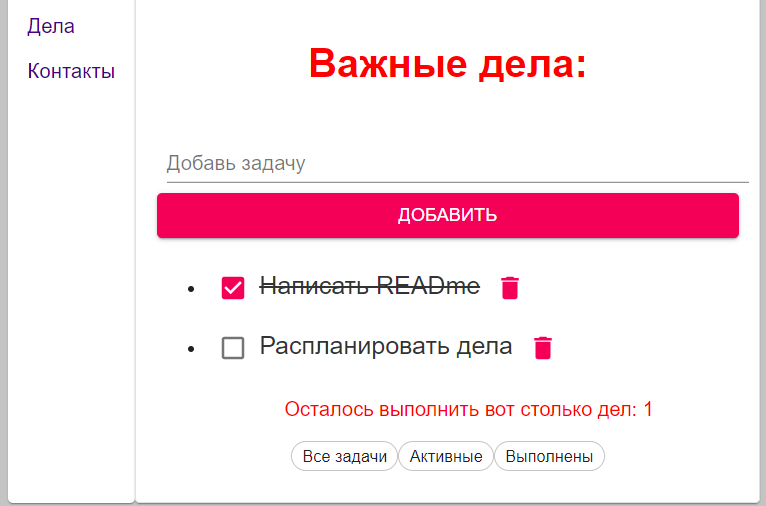 Дела
Контакты
Важные дела:
Добавь задачу
ДОБАВИТЬ
Написать READme
Распланировать дела
Осталось выполнить вот столько дел: 1
Все задачи Активные Выполнены